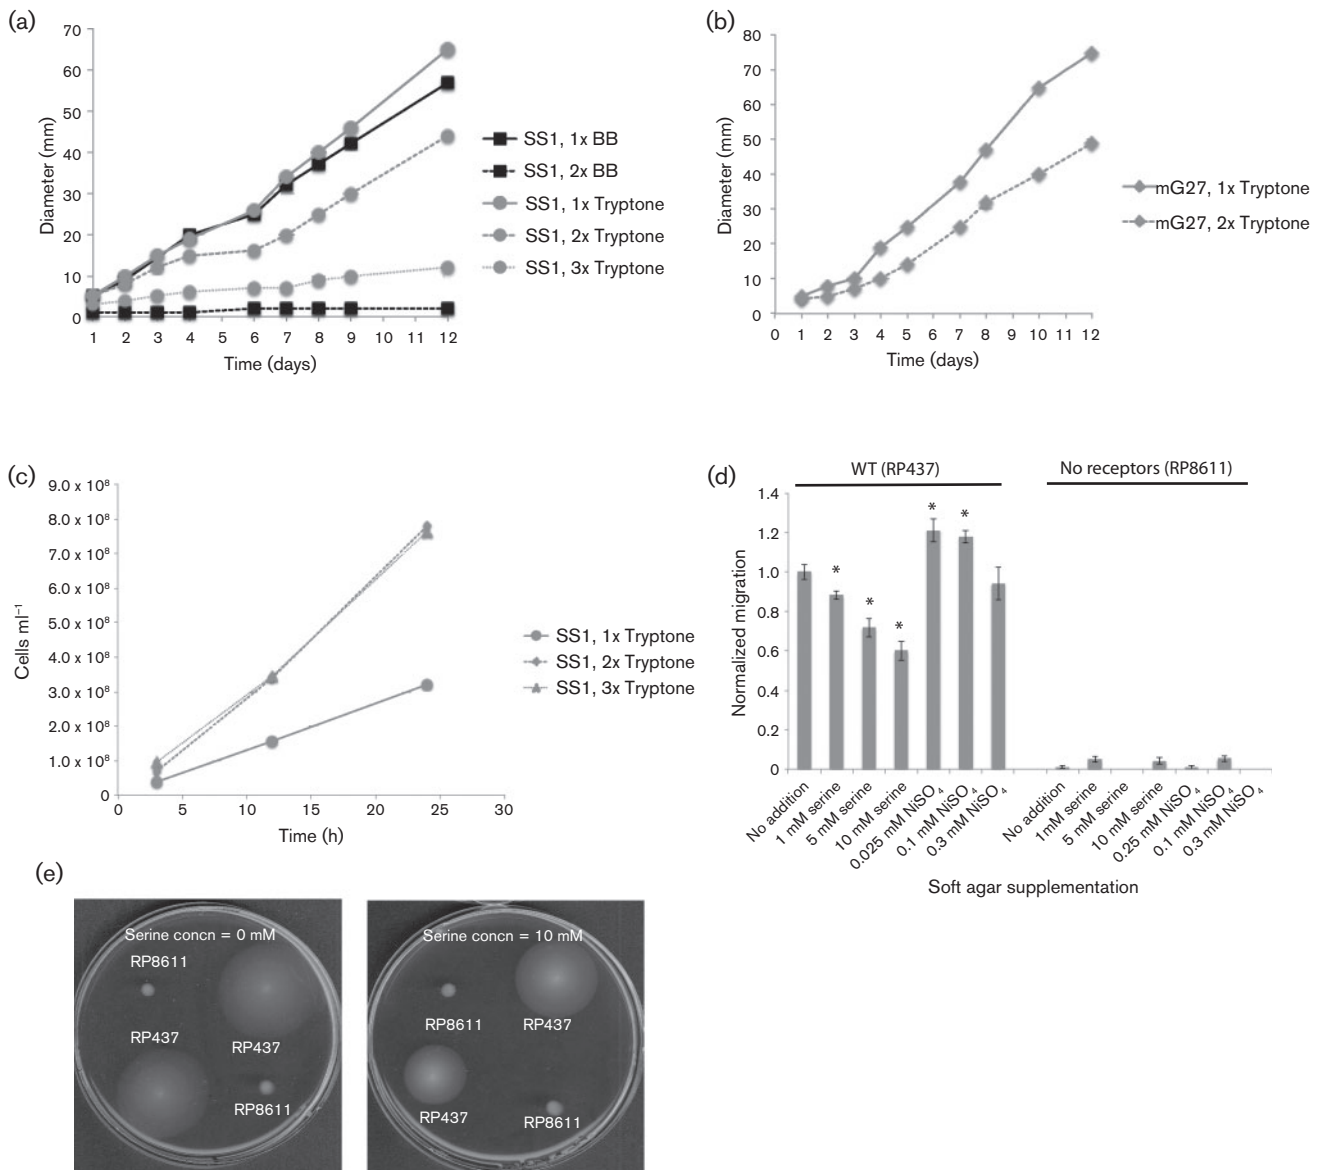 (a)
70
60
50
40
30
20
10
0
Diameter (mm)
1 2 3 4 5 6 7 8 9 10 11 12
Time (days)
SS1, 1x BB
SS1, 2x BB
SS1, 1x Tryptone
SS1, 2x Tryptone
SS1, 3x Tryptone
(b)
80
70
60
50
40
30
20
10
0
Diameter (mm)
0 1 2 3 4 5 6 7 8 9 10 11 12
Time (days)
mG27, 1x Tryptone
mG27, 2x Tryptone
(c)
9.0 x 10⁸
8.0 x 10⁸
7.0 x 10⁸
6.0 x 10⁸
5.0 x 10⁸
4.0 x 10⁸
3.0 x 10⁸
2.0 x 10⁸
1.0 x 10⁸
0
Cells ml⁻¹
0 5 10 15 20 25 30
Time (h)
SS1, 1x Tryptone
SS1, 2x Tryptone
SS1, 3x Tryptone
(d)
WT (RP437)
No receptors (RP8611)
1.4
1.2
1.0
0.8
0.6
0.4
0.2
0
Normalized migration
* * * * *
No addition
1 mM serine
5 mM serine
10 mM serine
0.025 mM NiSO₄
0.1 mM NiSO₄
0.3 mM NiSO₄
No addition
1mM serine
5 mM serine
10 mM serine
0.25 mM NiSO₄
0.1 mM NiSO₄
0.3 mM NiSO₄
Soft agar supplementation
(e)
Serine concn = 0 mM
RP8611
RP437
RP437
RP8611
Serine concn = 10 mM
RP8611
RP437
RP437
RP8611